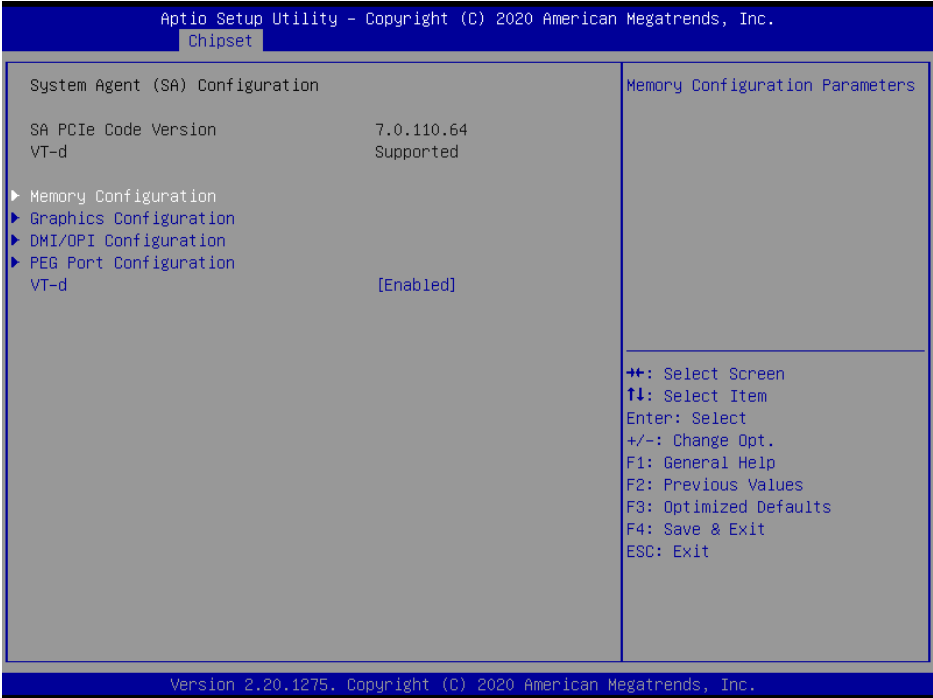 Aptio Setup Utility – Copyright (C) 2020 American Megatrends, Inc.
Chipset
System Agent (SA) Configuration
SA PCIe Code Version 7.0.110.64
VT-d Supported
Memory Configuration
Graphics Configuration
DMI/OPI Configuration
PEG Port Configuration
VT-d [Enabled]
Memory Configuration Parameters
→←: Select Screen
↑↓: Select Item
Enter: Select
+/-: Change Opt.
F1: General Help
F2: Previous Values
F3: Optimized Defaults
F4: Save & Exit
ESC: Exit
Version 2.20.1275. Copyright (C) 2020 American Megatrends, Inc.